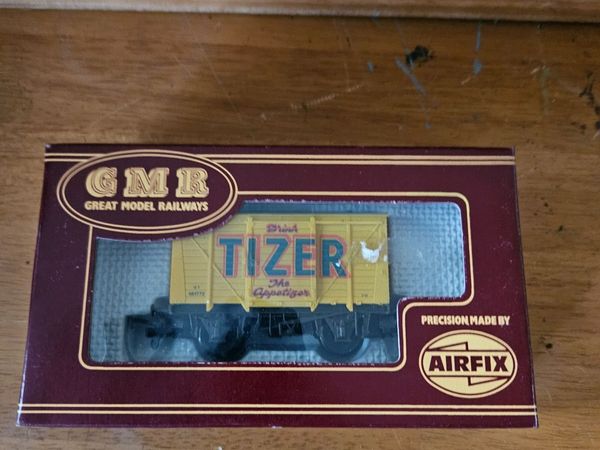 GMR
GREAT MODEL RAILWAYS
Drink
TIZER
The
Appetizer
PRECISION MADE BY
AIRFIX